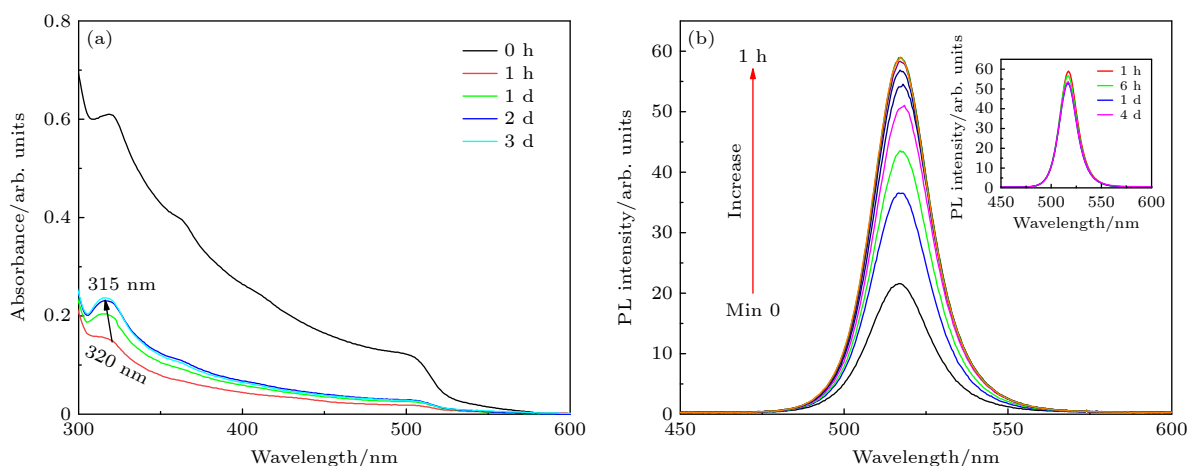 (a)
0 h
1 h
1 d
2 d
3 d
315 nm
320 nm
Absorbance/arb. units
0.8
0.6
0.4
0.2
0
300
400
500
600
Wavelength/nm
(b)
1 h
Increase
Min 0
PL intensity/arb. units
60
50
40
30
20
10
0
450
500
550
600
Wavelength/nm
1 h
6 h
1 d
4 d
PL intensity/arb. units
60
50
40
30
20
10
0
450
500
550
600
Wavelength/nm